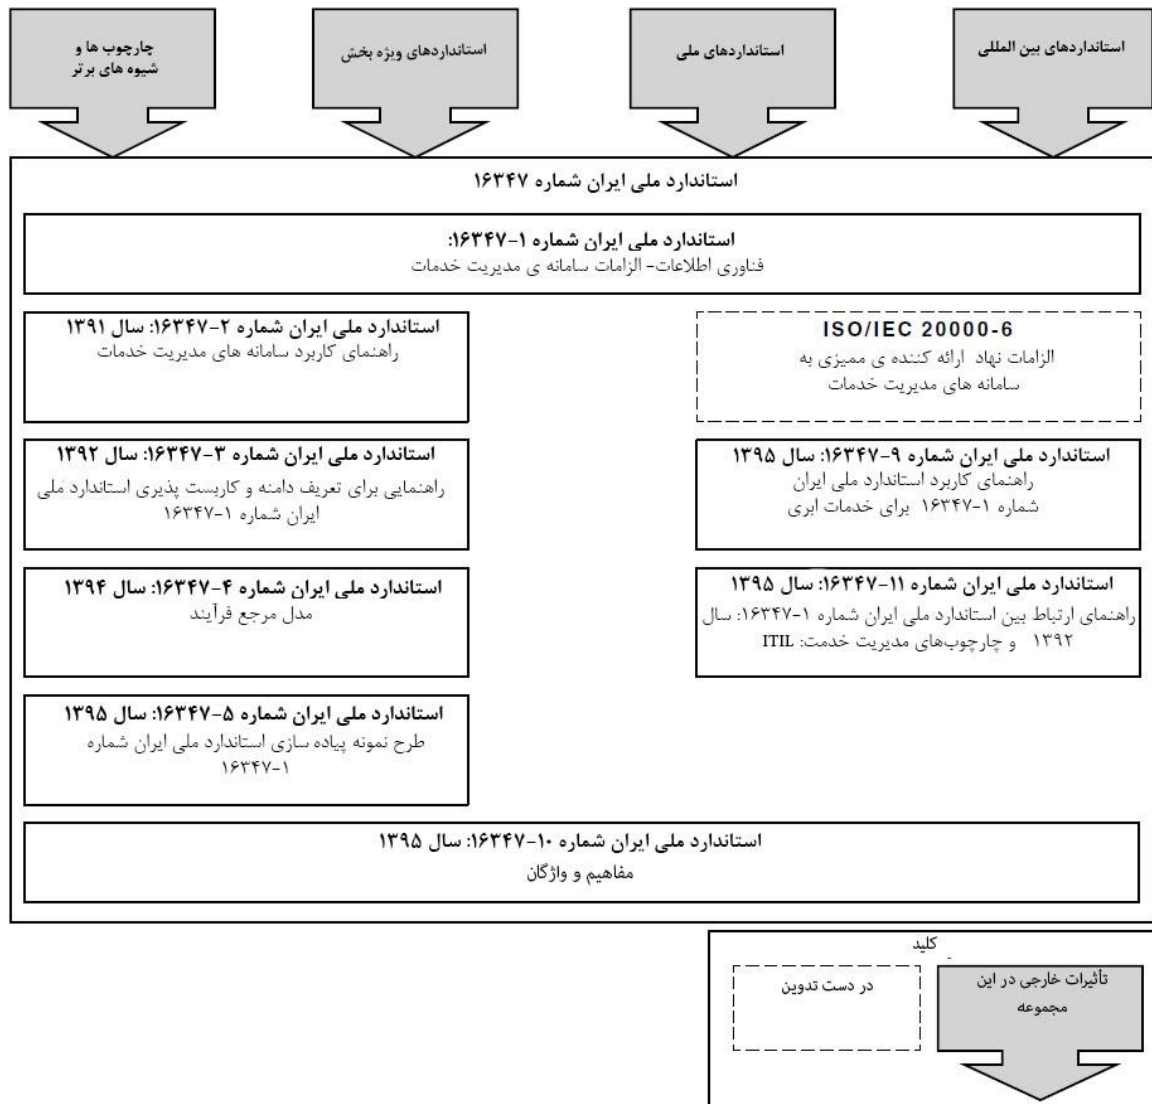 استانداردهای بین المللی
استانداردهای ملی
استانداردهای ویژه بخش
چارچوب ها و
شیوه های برتر
استاندارد ملی ایران شماره ۱۶۳۴۷
استاندارد ملی ایران شماره ۱-۱۶۳۴۷:
فناوری اطلاعات- الزامات سامانه ی مدیریت خدمات
ISO/IEC 20000-6
الزامات نهاد ارائه کننده ی ممیزی به
سامانه های مدیریت خدمات
استاندارد ملی ایران شماره ۹-۱۶۳۴۷: سال ۱۳۹۵
راهنمای کاربرد استاندارد ملی ایران
شماره ۱-۱۶۳۴۷ برای خدمات ابری
استاندارد ملی ایران شماره ۱۱-۱۶۳۴۷: سال ۱۳۹۵
راهنمای ارتباط بین استاندارد ملی ایران شماره ۱-۱۶۳۴۷: سال
۱۳۹۲ و چارچوب‌های مدیریت خدمت: ITIL
استاندارد ملی ایران شماره ۲-۱۶۳۴۷: سال ۱۳۹۱
راهنمای کاربرد سامانه های مدیریت خدمات
استاندارد ملی ایران شماره ۳-۱۶۳۴۷: سال ۱۳۹۲
راهنمایی برای تعریف دامنه و کاربست پذیری استاندارد ملی
ایران شماره ۱-۱۶۳۴۷
استاندارد ملی ایران شماره ۴-۱۶۳۴۷: سال ۱۳۹۴
مدل مرجع فرآیند
استاندارد ملی ایران شماره ۵-۱۶۳۴۷: سال ۱۳۹۵
طرح نمونه پیاده سازی استاندارد ملی ایران شماره
۱-۱۶۳۴۷
استاندارد ملی ایران شماره ۱۰-۱۶۳۴۷: سال ۱۳۹۵
مفاهیم و واژگان
کلید
تأثیرات خارجی در این
مجموعه
در دست تدوین